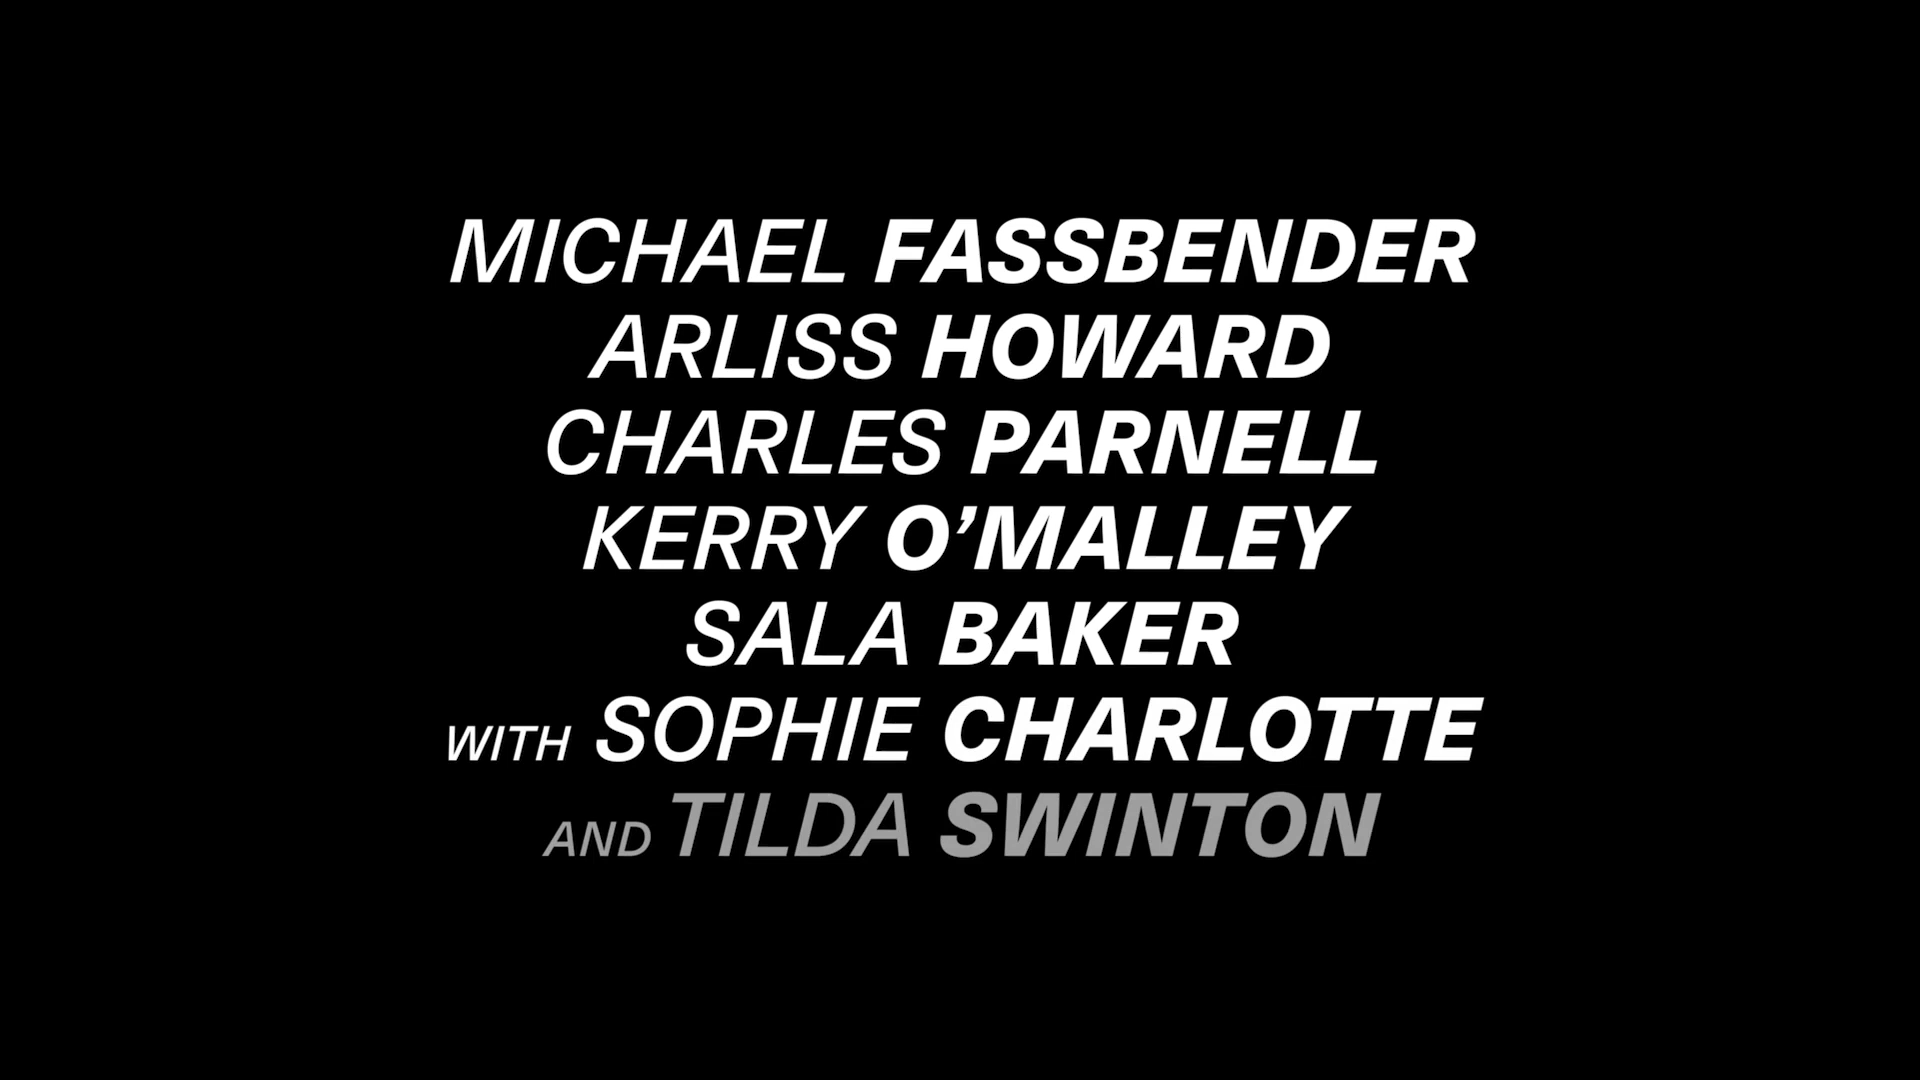 MICHAEL FASSBENDER
ARLISS HOWARD
CHARLES PARNELL
KERRY O’MALLEY
SALA BAKER
WITH SOPHIE CHARLOTTE
AND TILDA SWINTON